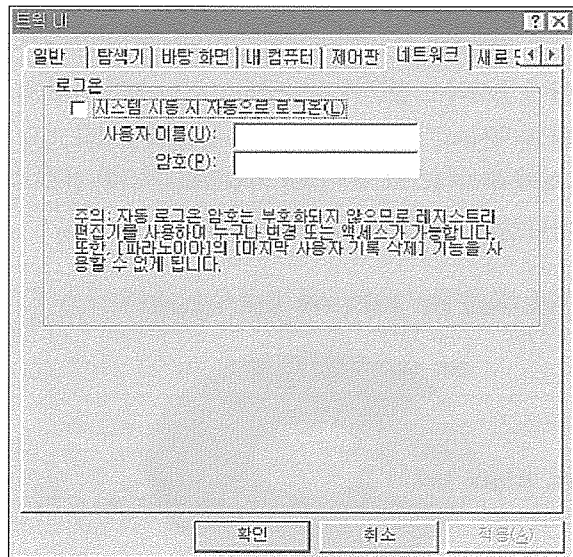 트윅 UI
일반 탐색기 바탕 화면 내 컴퓨터 제어판 네트워크 새로
로그온
시스템 시동 시 자동으로 로그온(L)
사용자 이름(U):
암호(P):
주의: 자동 로그온 암호는 부호화되지 않으므로 레지스트리
편집기를 사용하여 누구나 변경 또는 액세스가 가능합니다.
또한, [파라노이아]의 [마지막 사용자 기록 삭제] 기능을 사
용할 수 없게 됩니다.
확인 취소 적용(A)